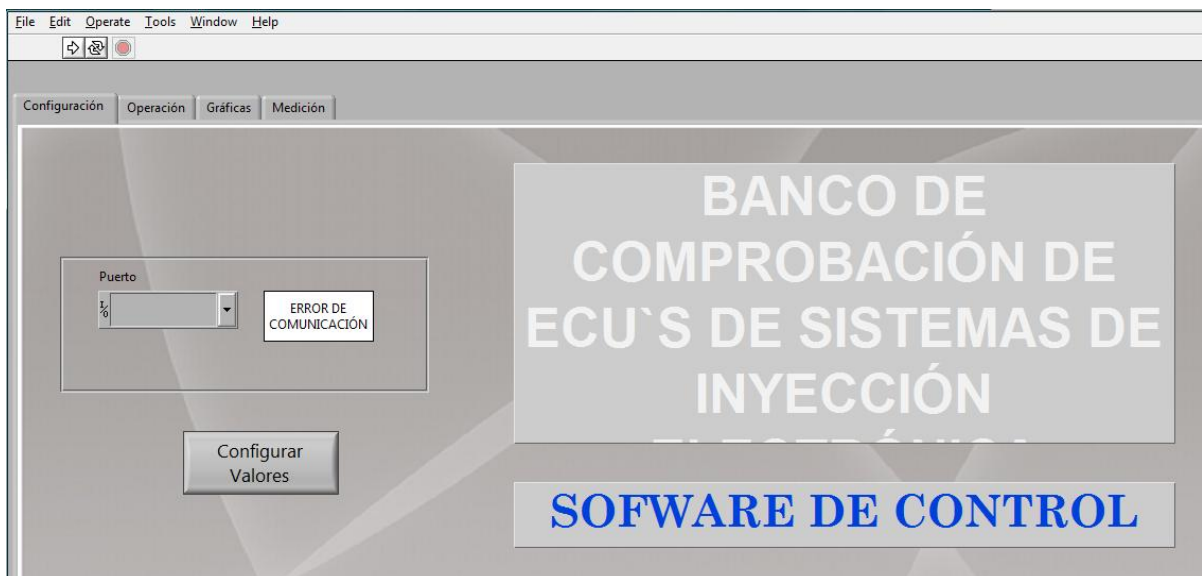 File Edit Operate Tools Window Help
Configuración Operación Gráficas Medición
Puerto
I/O
ERROR DE
COMUNICACIÓN
Configurar
Valores
BANCO DE
COMPROBACIÓN DE
ECU`S DE SISTEMAS DE
INYECCIÓN
ELECTRÓNICA
SOFWARE DE CONTROL